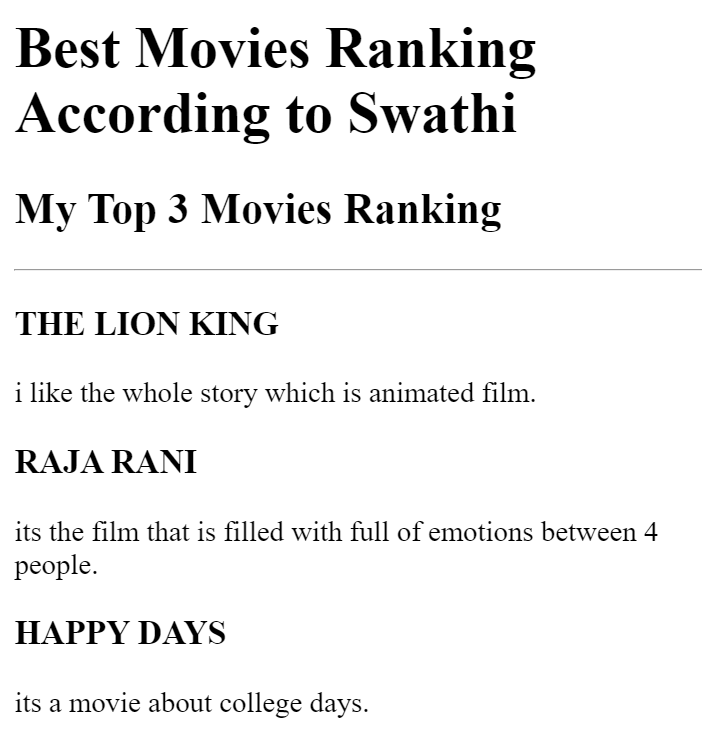 Best Movies Ranking
According to Swathi
My Top 3 Movies Ranking
THE LION KING
i like the whole story which is animated film.
RAJA RANI
its the film that is filled with full of emotions between 4
people.
HAPPY DAYS
its a movie about college days.